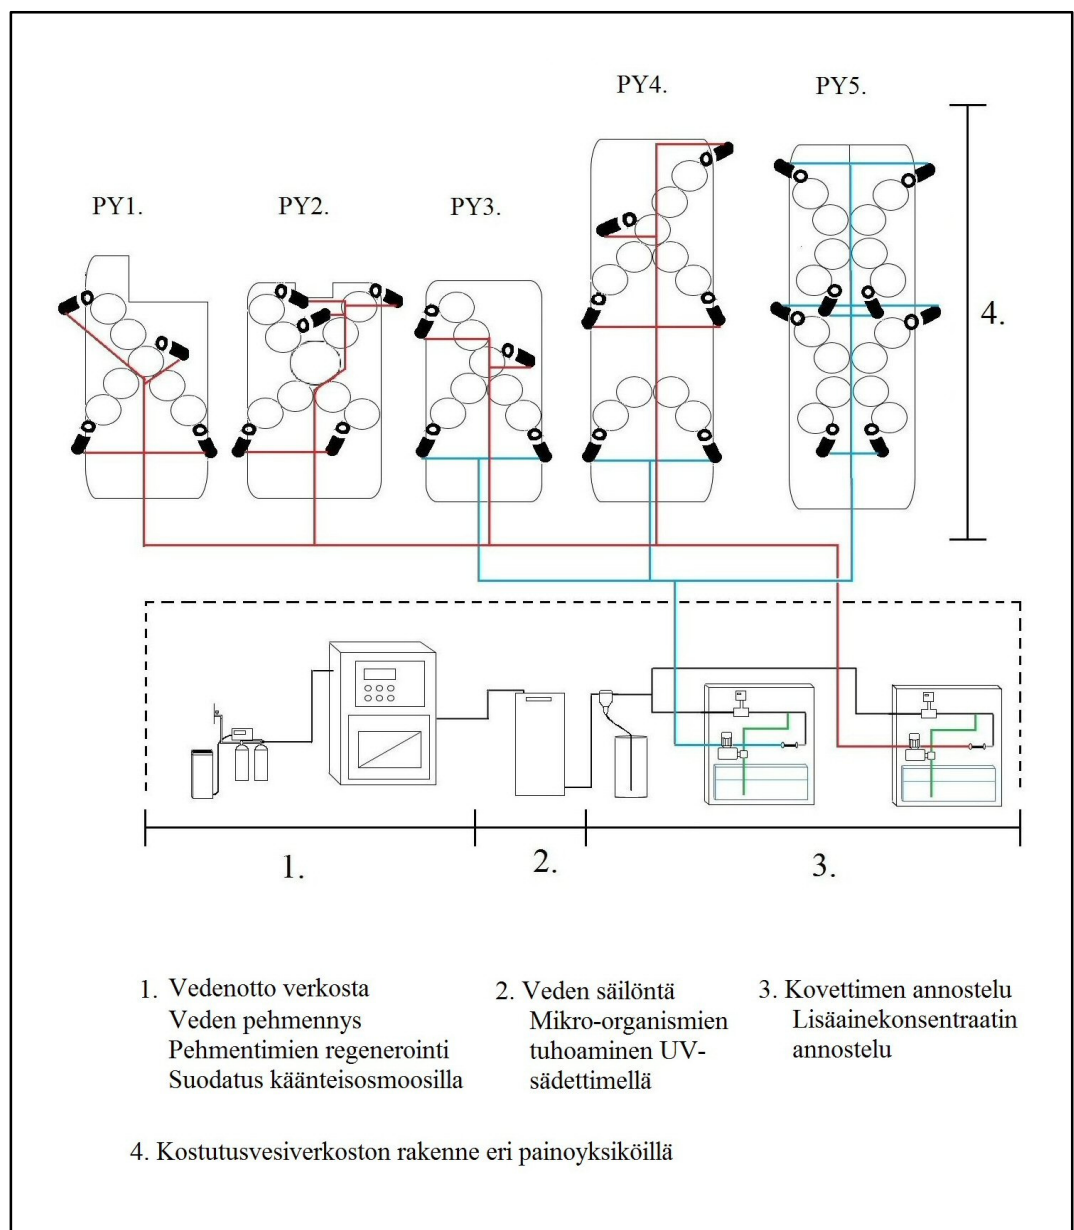 PY4.
PY5.
PY1.
PY2.
PY3.
4.
1.
2.
3.
1. Vedenotto verkosta
Veden pehmennys
Pehmentimien regenerointi
Suodatus käänteisosmoosilla
2. Veden säilöntä
Mikro-organismien
tuhoaminen UV-
sädettimellä
3. Kovettimen annostelu
Lisäainekonsentraatin
annostelu
4. Kostutusvesiverkoston rakenne eri painoyksiköillä